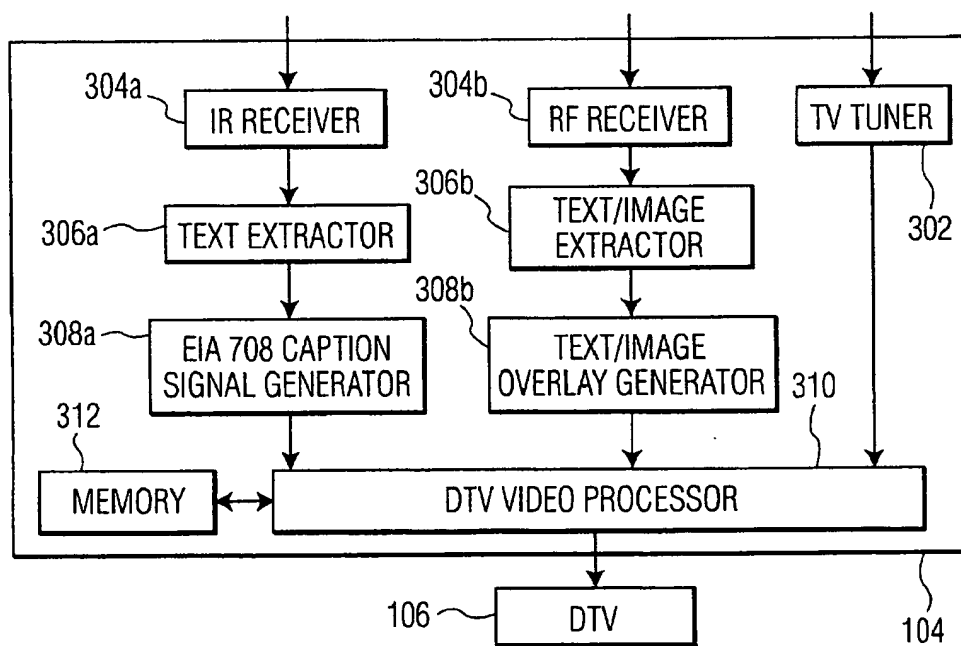 304a
IR RECEIVER
304b
RF RECEIVER
TV TUNER
302
306a
TEXT EXTRACTOR
306b
TEXT/IMAGE
EXTRACTOR
308a
EIA 708 CAPTION
SIGNAL GENERATOR
308b
TEXT/IMAGE
OVERLAY GENERATOR
310
312
MEMORY
DTV VIDEO PROCESSOR
106
DTV
104